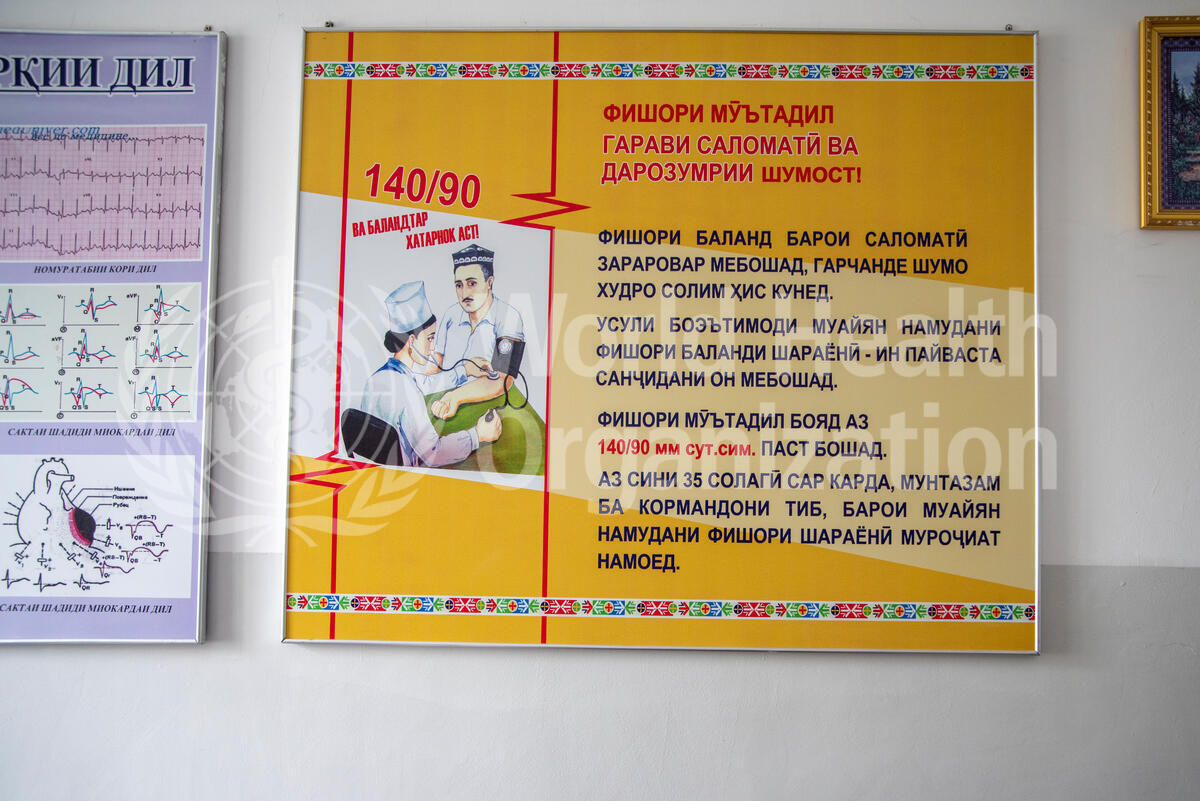 РҚИИ ДИЛ
НОМУРАТАБИИ КОРИ ДИЛ
САКТАИ ШАДИДИ МИОКАРДАИ ДИЛ
Ишемия
Повреждение
Рубец
САКТАИ ШАДИДИ МИОКАРДАИ ДИЛ
140/90
ВА БАЛАНДТАР
ХАТАРНОК АСТ!
ФИШОРИ МӮЪТАДИЛ
ГАРАВИ САЛОМАТӢ ВА
ДАРОЗУМРИИ ШУМОСТ!
ФИШОРИ БАЛАНД БАРОИ САЛОМАТӢ
ЗАРАРОВАР МЕБОШАД, ГАРЧАНДЕ ШУМО
ХУДРО СОЛИМ ҲИС КУНЕД.
УСУЛИ БОЭЪТИМОДИ МУАЙЯН НАМУДАНИ
ФИШОРИ БАЛАНДИ ШАРАЁНӢ - ИН ПАЙВАСТА
САНҶИДАНИ ОН МЕБОШАД.
ФИШОРИ МӮЪТАДИЛ БОЯД АЗ
140/90 мм сут.сим. ПАСТ БОШАД.
АЗ СИНИ 35 СОЛАГӢ САР КАРДА, МУНТАЗАМ
БА КОРМАНДОНИ ТИБ, БАРОИ МУАЙЯН
НАМУДАНИ ФИШОРИ ШАРАЁНӢ МУРОҶИАТ
НАМОЕД.
World Health
Organization